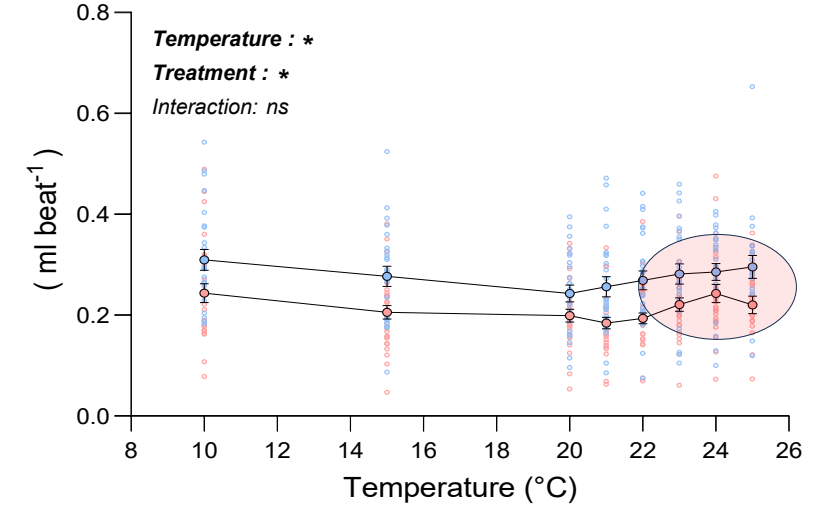 0.8
Temperature : *
Treatment : *
Interaction: ns
0.6
0.4
0.2
0.0
( ml beat⁻¹ )
8 10 12 14 16 18 20 22 24 26
Temperature (°C)